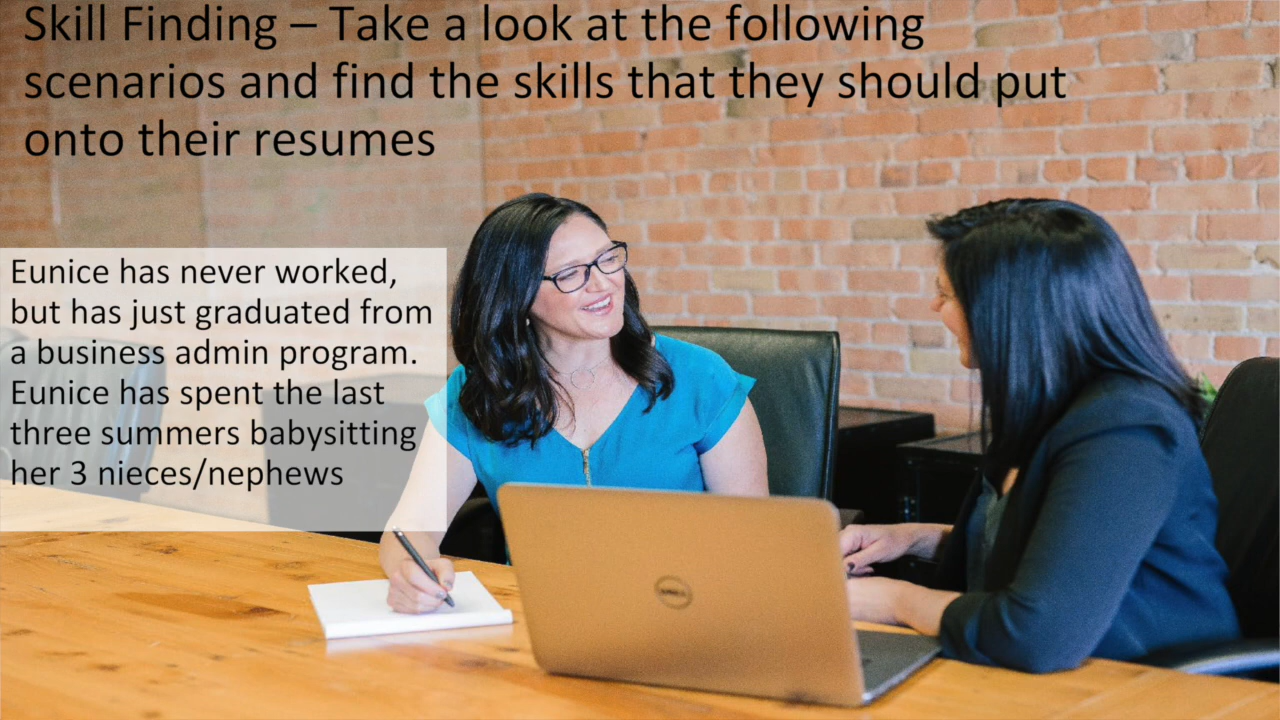 Skill Finding – Take a look at the following
scenarios and find the skills that they should put
onto their resumes
Eunice has never worked,
but has just graduated from
a business admin program.
Eunice has spent the last
three summers babysitting
her 3 nieces/nephews
DELL